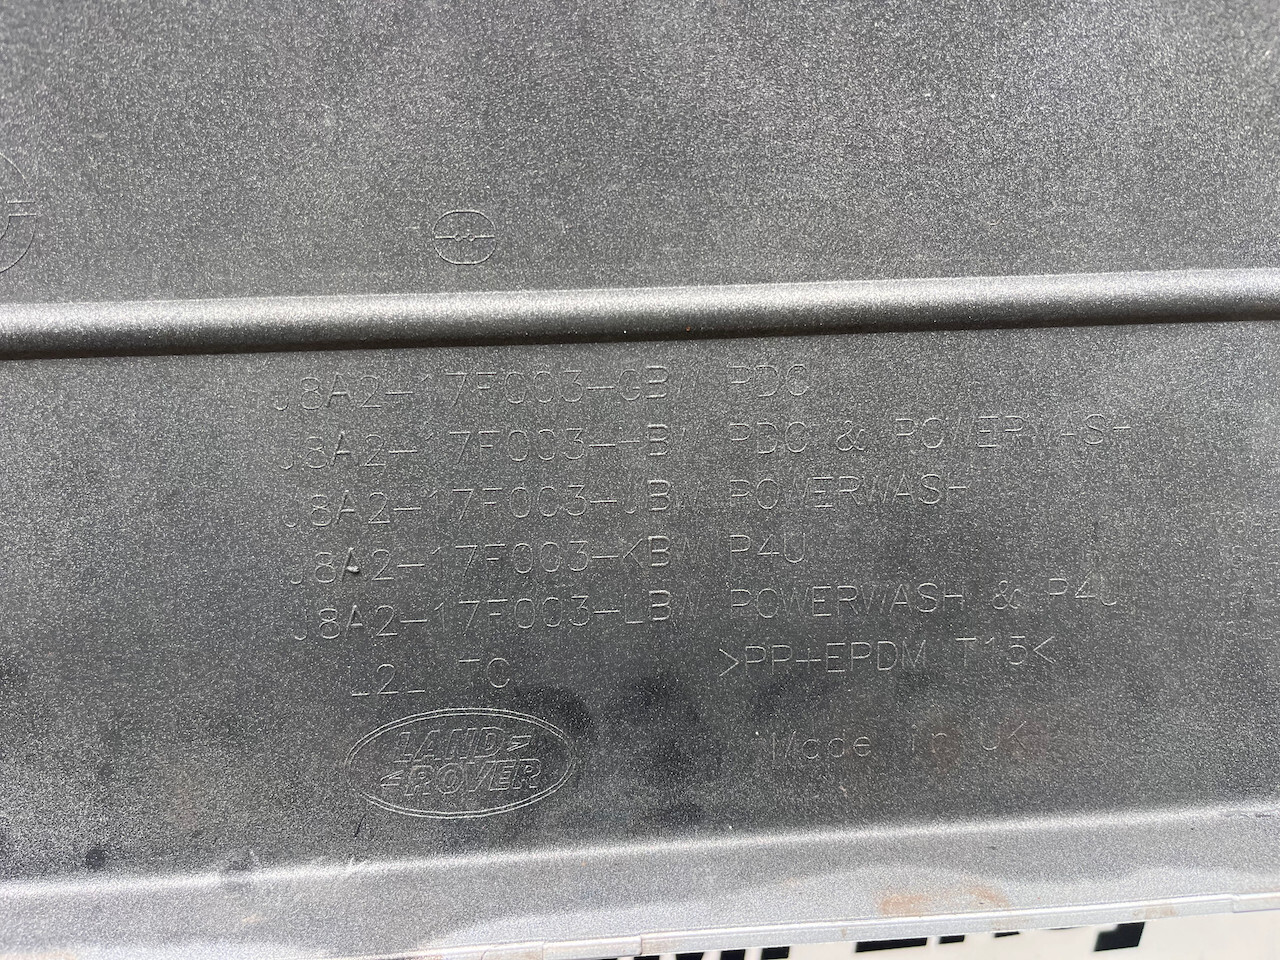 J8A2-17F003-GBW PDC
J8A2-17F003-HBW PDC & POWERWASH
J8A2-17F003-JBW POWERWASH
J8A2-17F003-KBW P4U
J8A2-17F003-LBW POWERWASH & P4U
>PP+EPDM T15<
LAND
ROVER
Made In UK